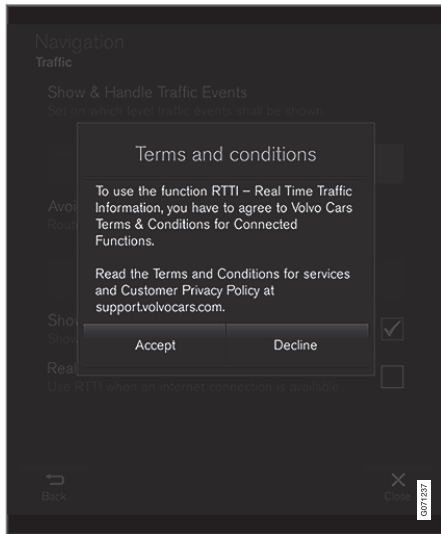 Navigation
Traffic
Show & Handle Traffic Events
Set on which level traffic events shall be shown
Terms and conditions
To use the function RTTI – Real Time Traffic
Information, you have to agree to Volvo Cars
Terms & Conditions for Connected
Functions.
Read the Terms and Conditions for services
and Customer Privacy Policy at
support.volvocars.com.
Accept
Decline
Use RTTI when an internet connection is available
Back
Close
G071237